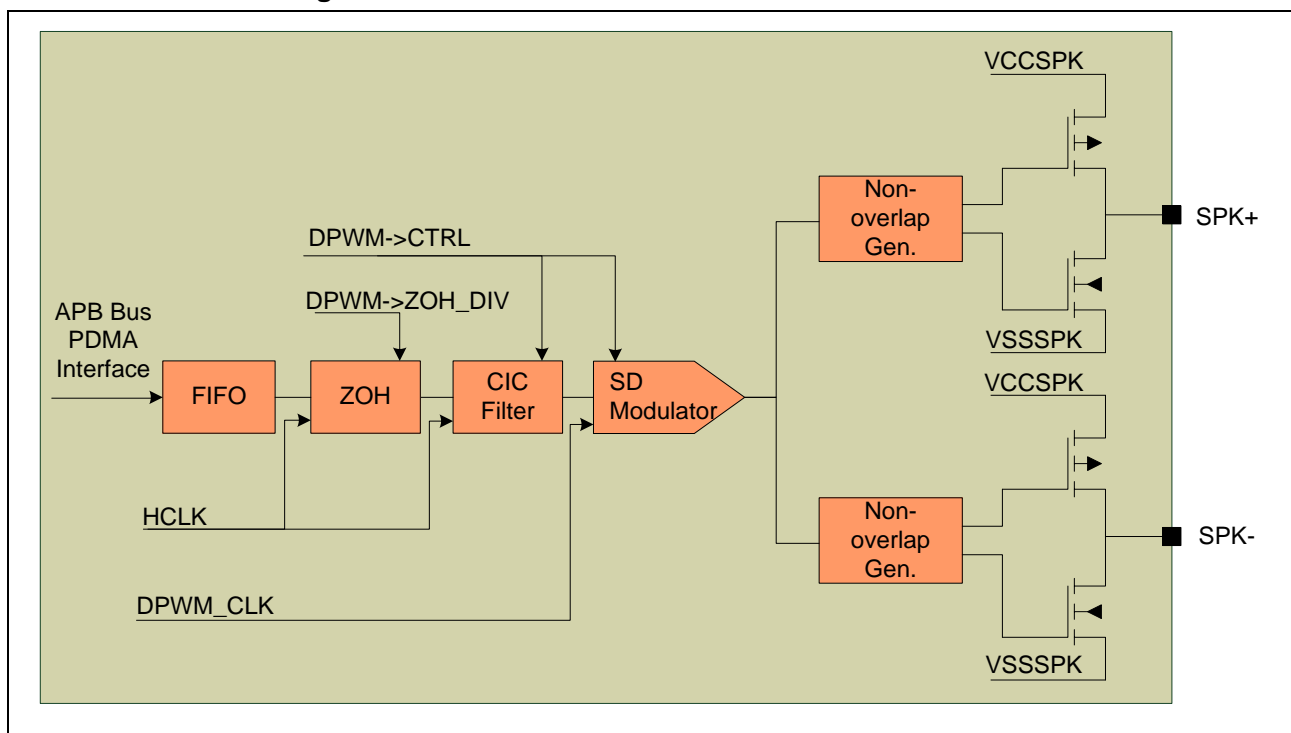 VCCSPK
Non-
overlap
Gen.
SPK+
DPWM->CTRL
DPWM->ZOH_DIV
APB Bus
PDMA
Interface
FIFO
ZOH
CIC
Filter
SD
Modulator
VSSSPK
VCCSPK
HCLK
Non-
overlap
Gen.
SPK-
DPWM_CLK
VSSSPK